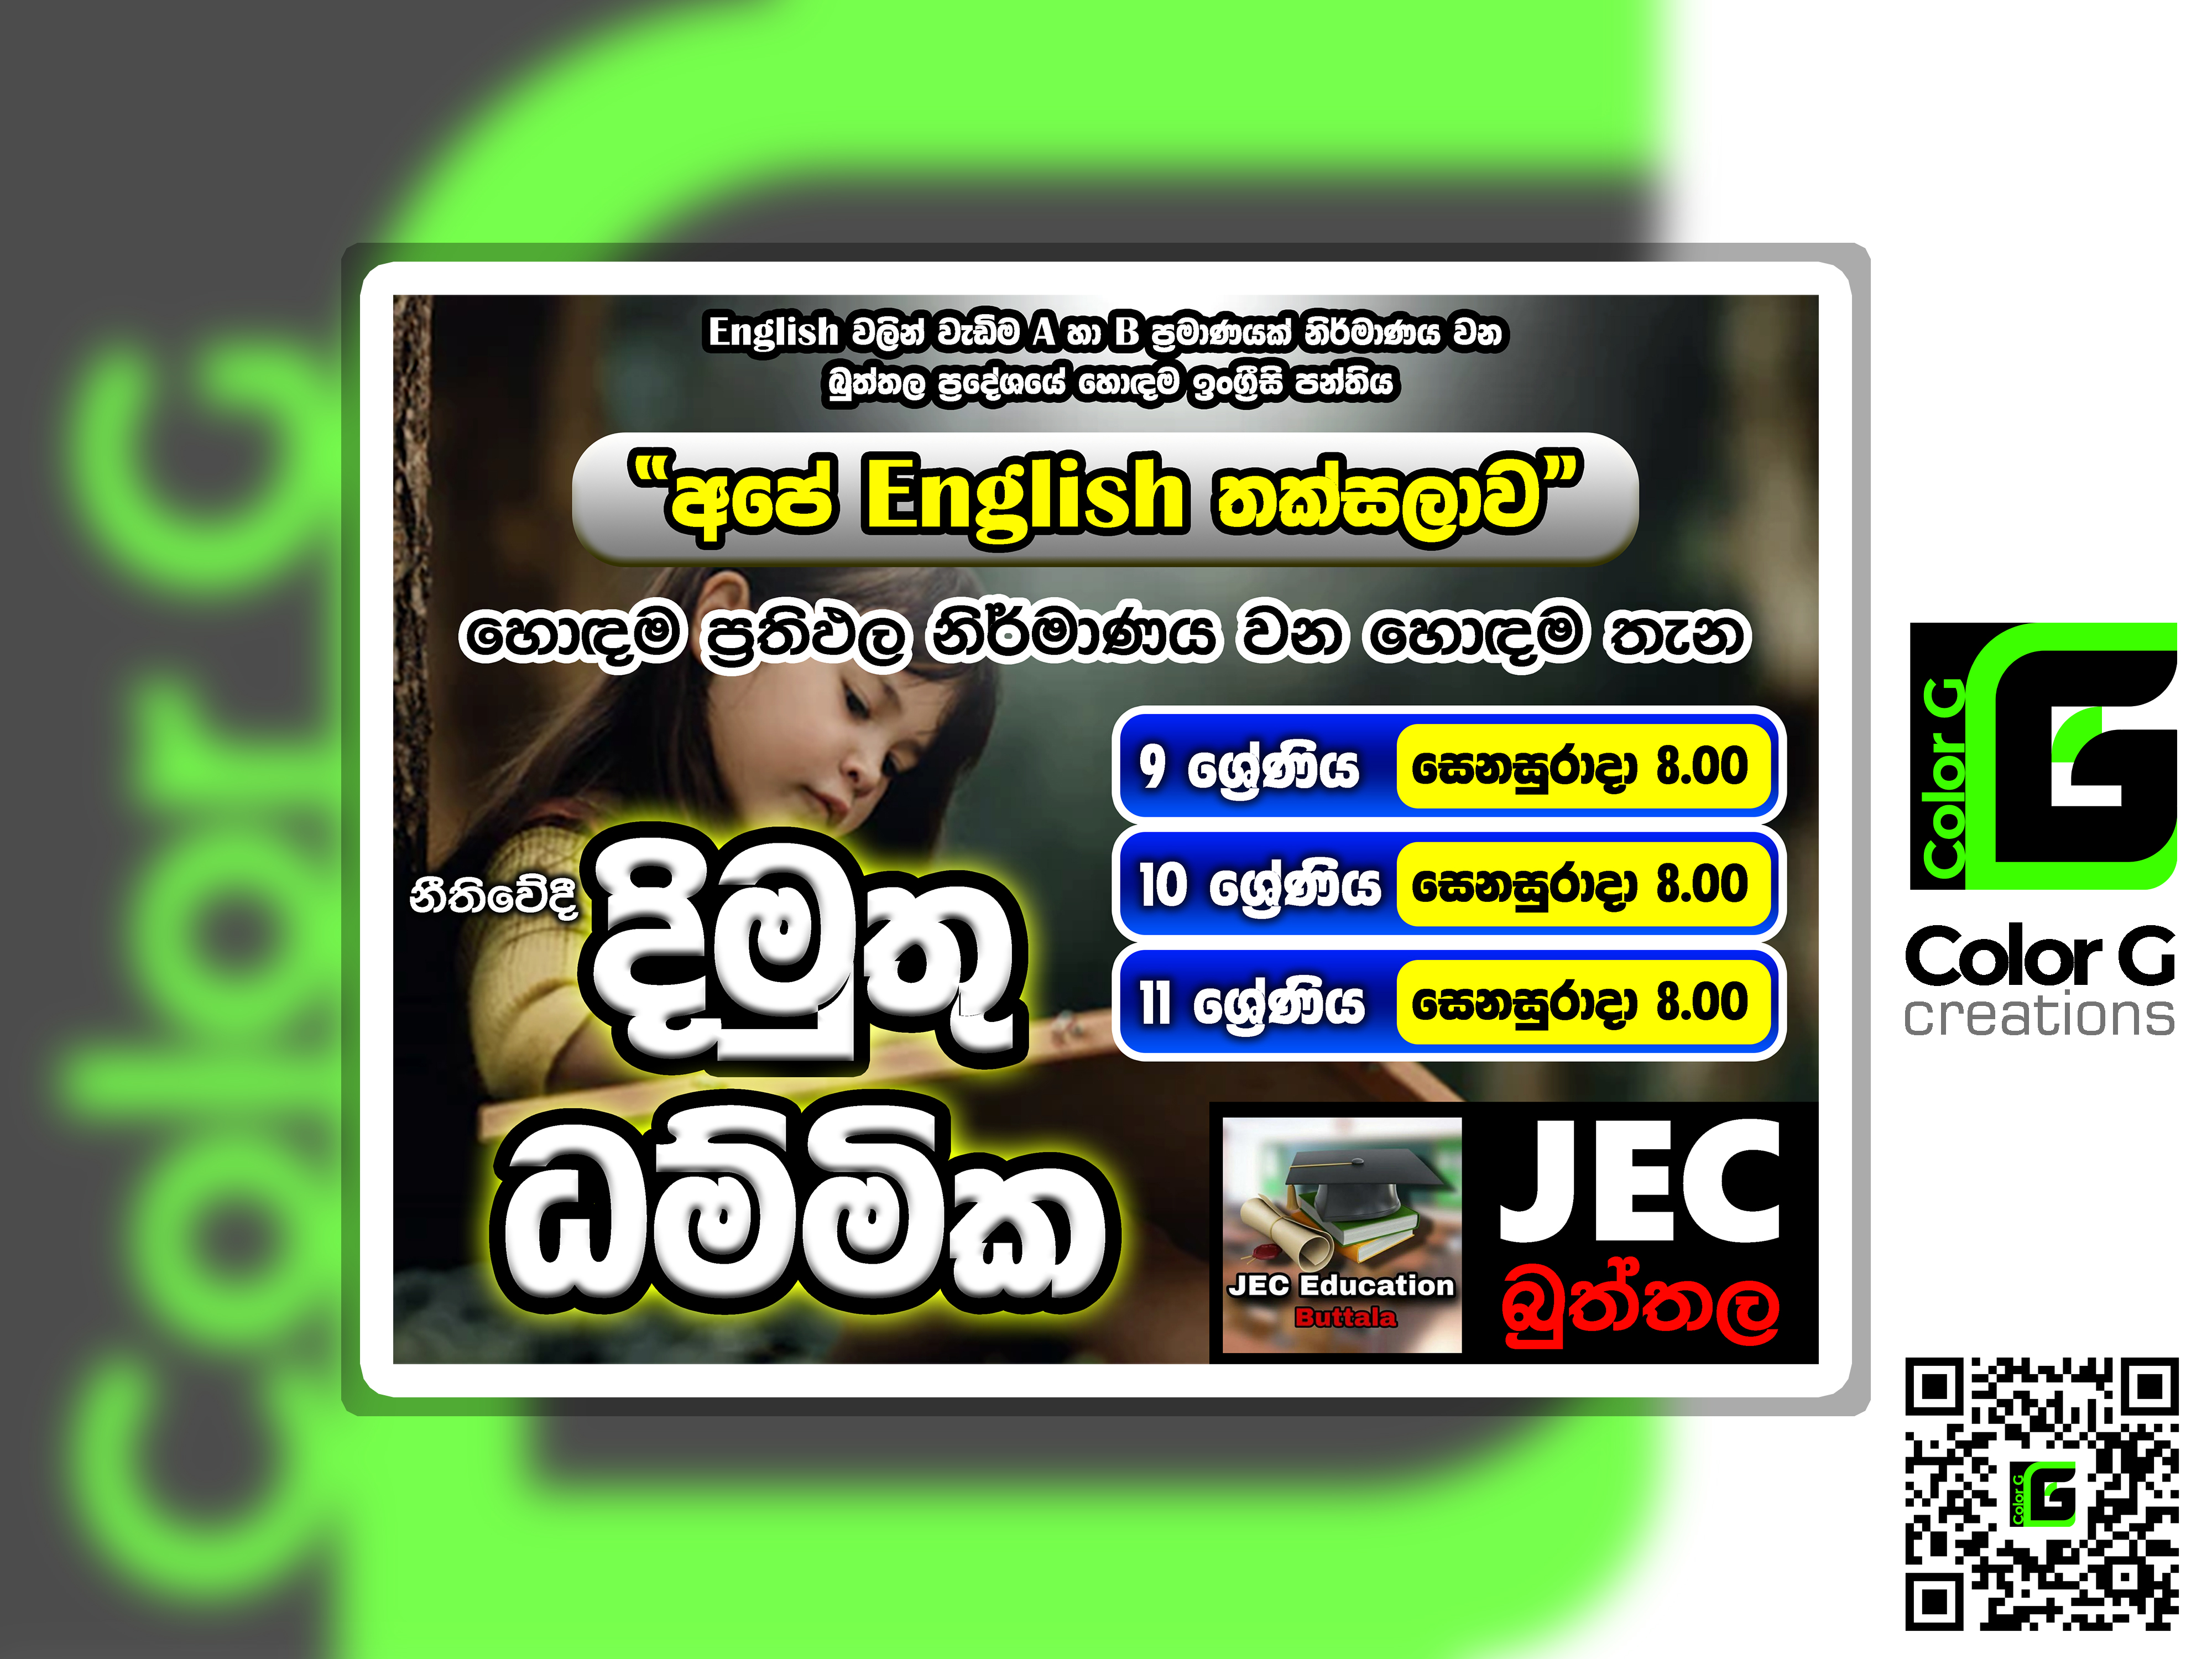 English වලින් වැඩිම A හා B ප්‍රමාණයක් නිර්මාණය වන
බුත්තල ප්‍රදේශයේ හොඳම ඉංග්‍රීසි පන්තිය
“අපේ English තක්සලාව”
හොඳම ප්‍රතිඵල නිර්මාණය වන හොඳම තැන
9 ශ්‍රේණිය සෙනසුරාදා 8.00
10 ශ්‍රේණිය සෙනසුරාදා 8.00
11 ශ්‍රේණිය සෙනසුරාදා 8.00
නීතිවේදී දිමුතු
ධම්මික
JEC Education
Buttala
JEC
බුත්තල
Color G
Color G
Color G
creations
Color G